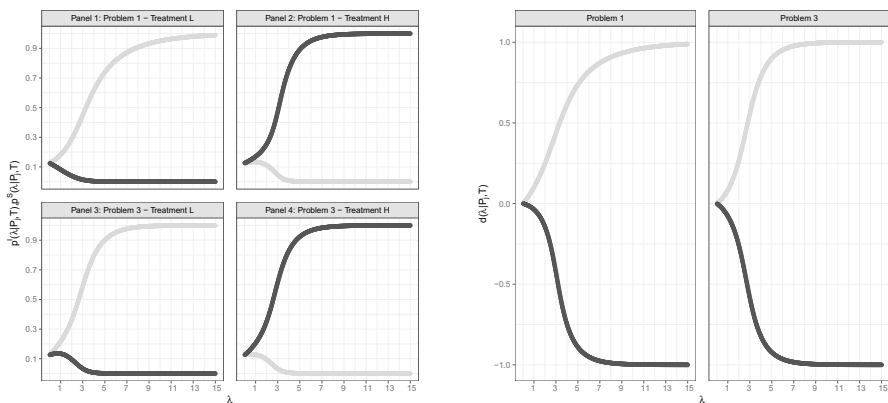 Panel 1: Problem 1 − Treatment L
Panel 2: Problem 1 − Treatment H
Problem 1
Problem 3
0.9
0.7
0.5
0.3
0.1
1.0
0.5
0.0
−0.5
−1.0
Panel 3: Problem 3 − Treatment L
Panel 4: Problem 3 − Treatment H
0.9
0.7
0.5
0.3
0.1
1 3 5 7 9 11 13 15
1 3 5 7 9 11 13 15
1 3 5 7 9 11 13 15
1 3 5 7 9 11 13 15
λ
λ
d(λ|Pj,T)